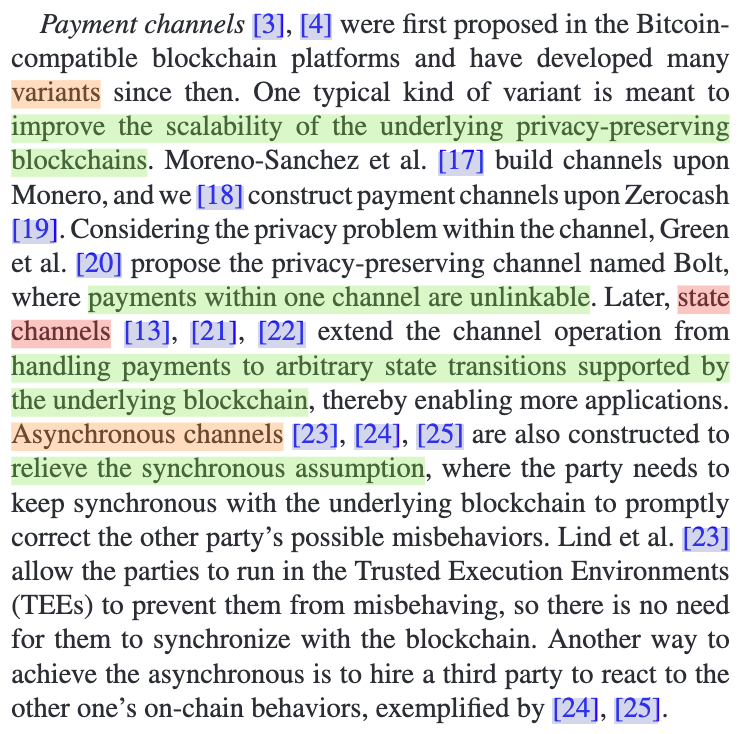 Payment channels [3], [4] were first proposed in the Bitcoin-
compatible blockchain platforms and have developed many
variants since then. One typical kind of variant is meant to
improve the scalability of the underlying privacy-preserving
blockchains. Moreno-Sanchez et al. [17] build channels upon
Monero, and we [18] construct payment channels upon Zerocash
[19]. Considering the privacy problem within the channel, Green
et al. [20] propose the privacy-preserving channel named Bolt,
where payments within one channel are unlinkable. Later, state
channels [13], [21], [22] extend the channel operation from
handling payments to arbitrary state transitions supported by
the underlying blockchain, thereby enabling more applications.
Asynchronous channels [23], [24], [25] are also constructed to
relieve the synchronous assumption, where the party needs to
keep synchronous with the underlying blockchain to promptly
correct the other party's possible misbehaviors. Lind et al. [23]
allow the parties to run in the Trusted Execution Environments
(TEEs) to prevent them from misbehaving, so there is no need
for them to synchronize with the blockchain. Another way to
achieve the asynchronous is to hire a third party to react to the
other one's on-chain behaviors, exemplified by [24], [25].